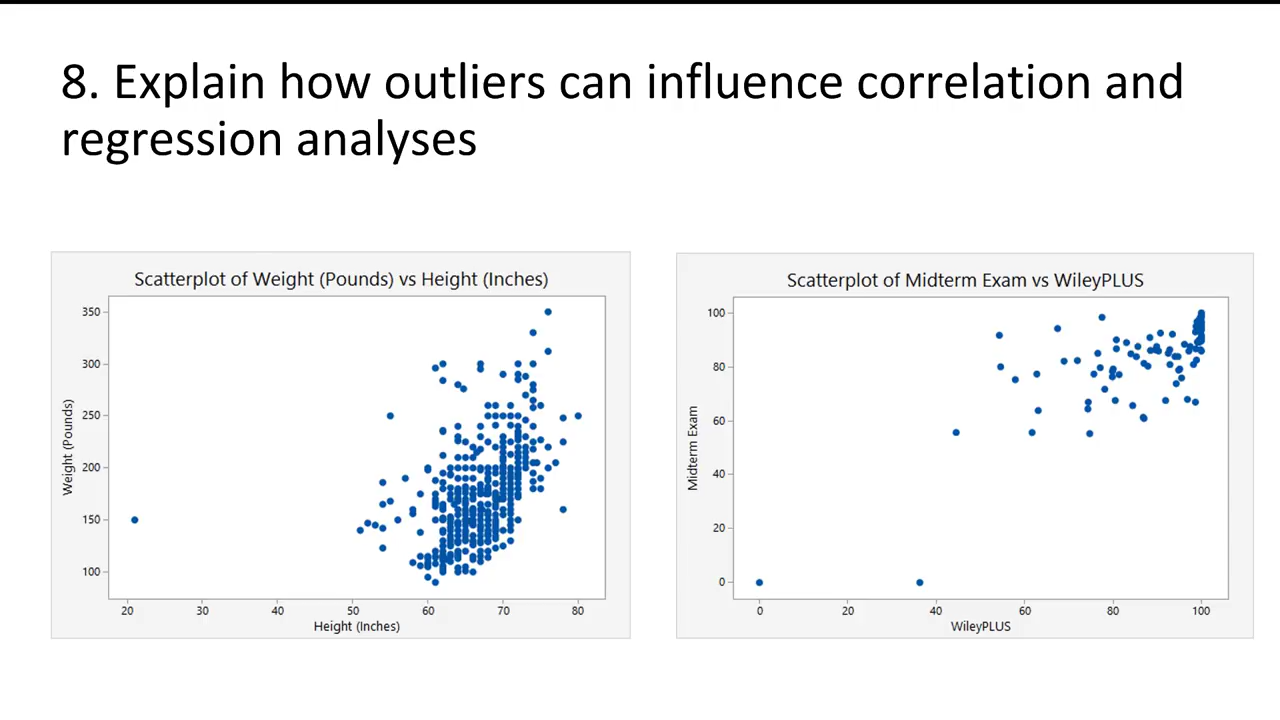 8. Explain how outliers can influence correlation and
regression analyses
Scatterplot of Weight (Pounds) vs Height (Inches)
Weight (Pounds)
350
300
250
200
150
100
20 30 40 50 60 70 80
Height (Inches)
Scatterplot of Midterm Exam vs WileyPLUS
Midterm Exam
100
80
60
40
20
0
0 20 40 60 80 100
WileyPLUS